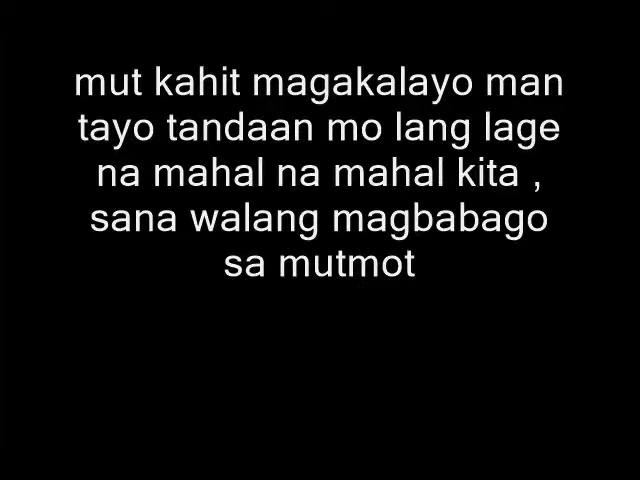 mut kahit magakalayo man
tayo tandaan mo lang lage
na mahal na mahal kita ,
sana walang magbabago
sa mutmot